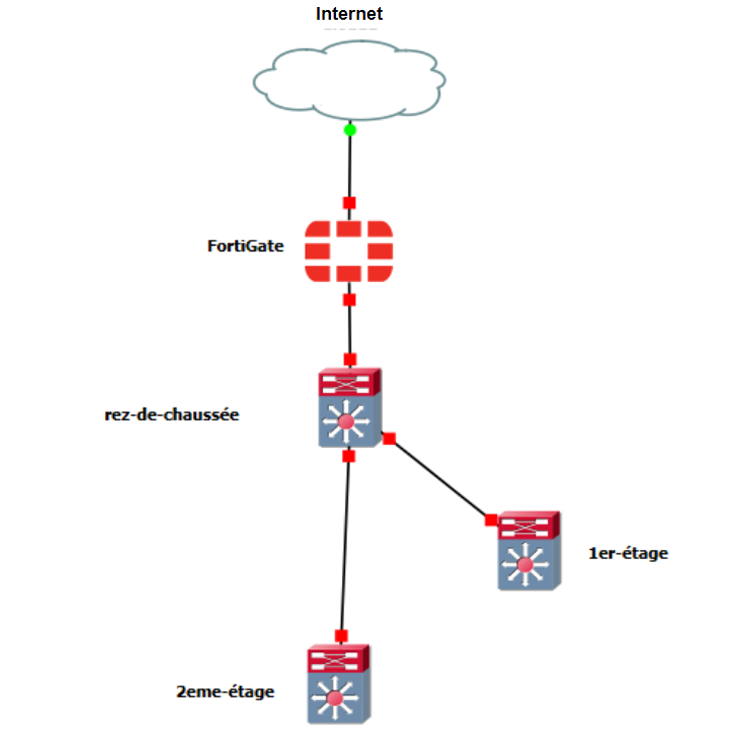 Internet
FortiGate
rez-de-chaussée
1er-étage
2eme-étage